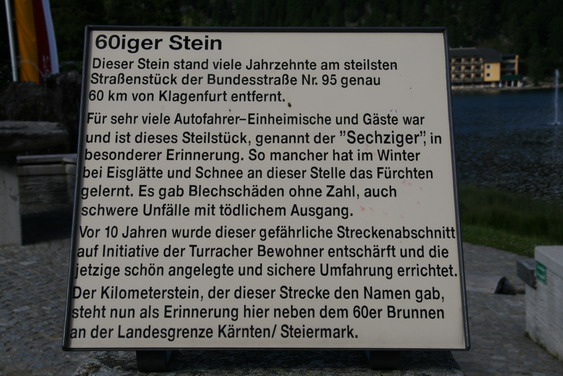 60iger Stein
Dieser Stein stand viele Jahrzehnte am steilsten
Straßenstück der Bundesstraße Nr. 95 genau
60 km von Klagenfurt entfernt.
Für sehr viele Autofahrer-Einheimische und Gäste war
und ist dieses Steilstück, genannt der "Sechziger", in
besonderer Erinnerung. So mancher hat im Winter
bei Eisglätte und Schnee an dieser Stelle das Fürchten
gelernt. Es gab Blechschäden ohne Zahl, auch
schwere Unfälle mit tödlichem Ausgang.
Vor 10 Jahren wurde dieser gefährliche Streckenabschnitt
auf Initiative der Turracher Bewohner entschärft und die
jetzige schön angelegte und sichere Umfahrung errichtet.
Der Kilometerstein, der dieser Strecke den Namen gab,
steht nun als Erinnerung hier neben dem 60er Brunnen
an der Landesgrenze Kärnten/ Steiermark.